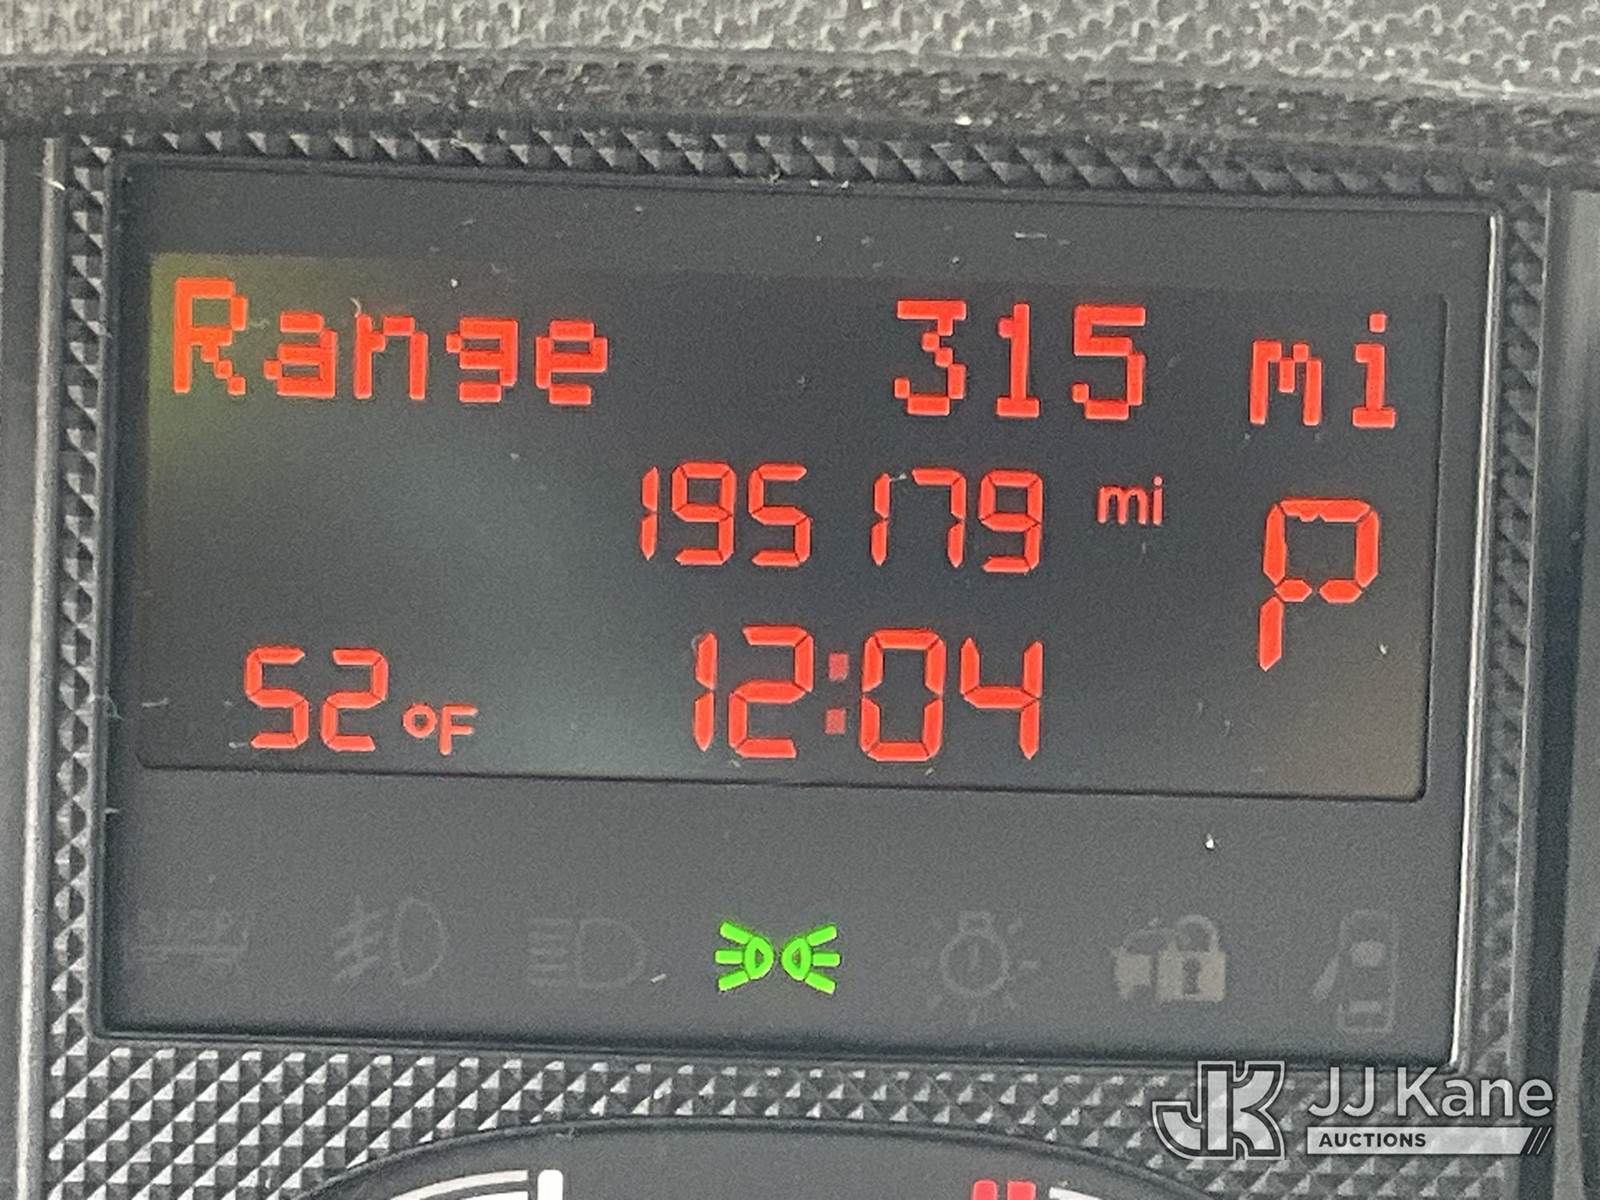 Range 315 mi
195179 mi
P
52°F 12:04
JJ Kane
AUCTIONS